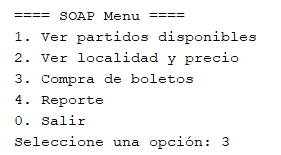 ==== SOAP Menu ====
1. Ver partidos disponibles
2. Ver localidad y precio
3. Compra de boletos
4. Reporte
0. Salir
Seleccione una opción: 3